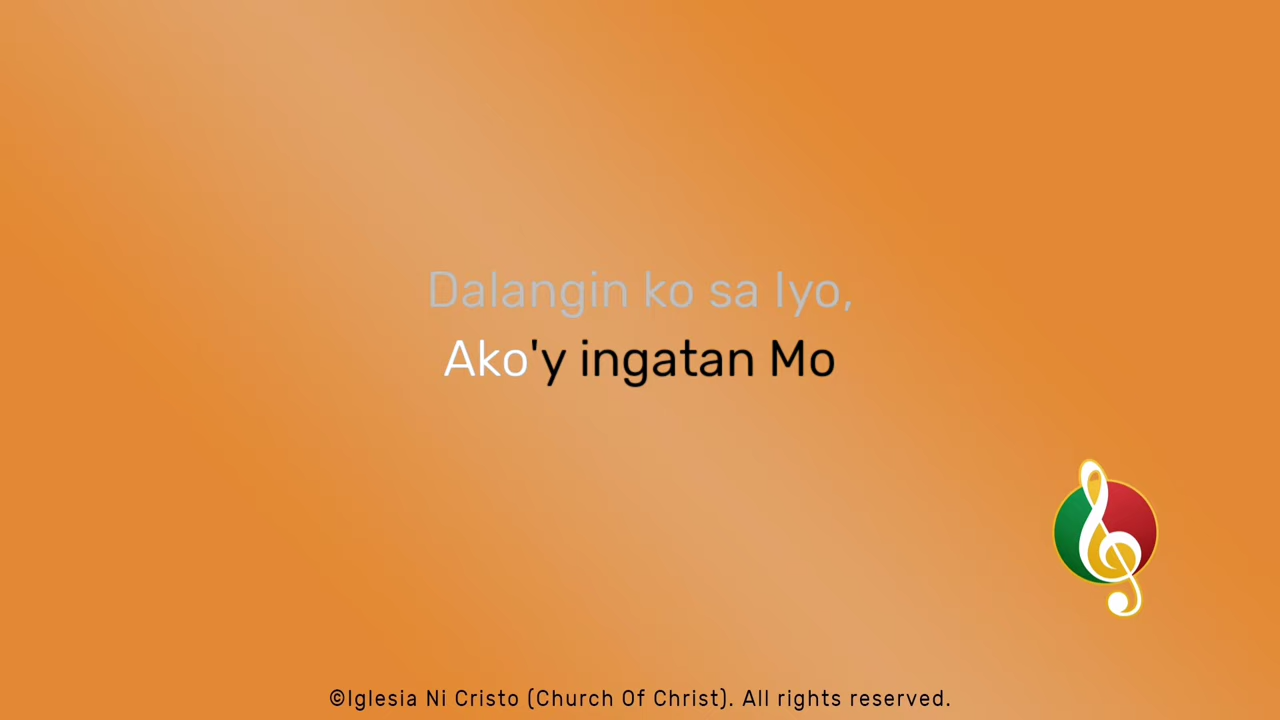 Dalangin ko sa Iyo,
Ako'y ingatan Mo
©Iglesia Ni Cristo (Church Of Christ). All rights reserved.